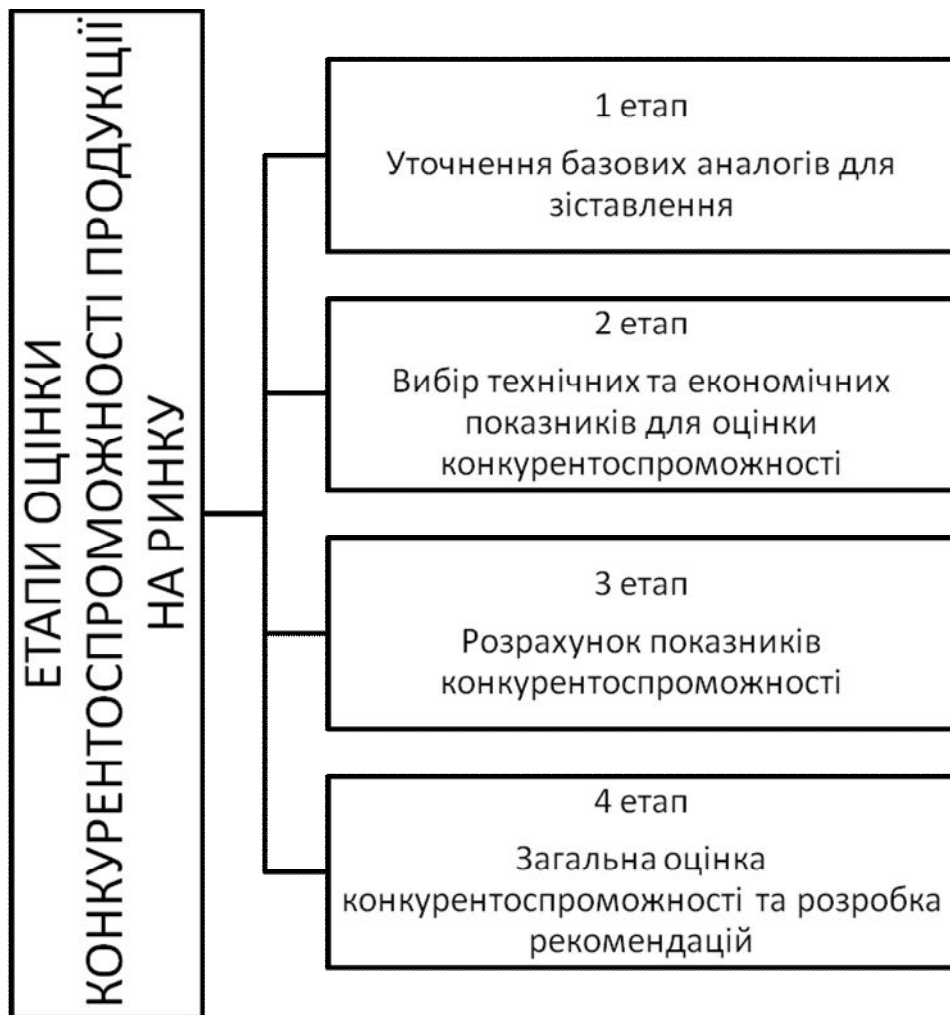 ЕТАПИ ОЦІНКИ
КОНКУРЕНТОСПРОМОЖНОСТІ ПРОДУКЦІЇ
НА РИНКУ
1 етап
Уточнення базових аналогів для
зіставлення
2 етап
Вибір технічних та економічних
показників для оцінки
конкурентоспроможності
3 етап
Розрахунок показників
конкурентоспроможності
4 етап
Загальна оцінка
конкурентоспроможності та розробка
рекомендацій